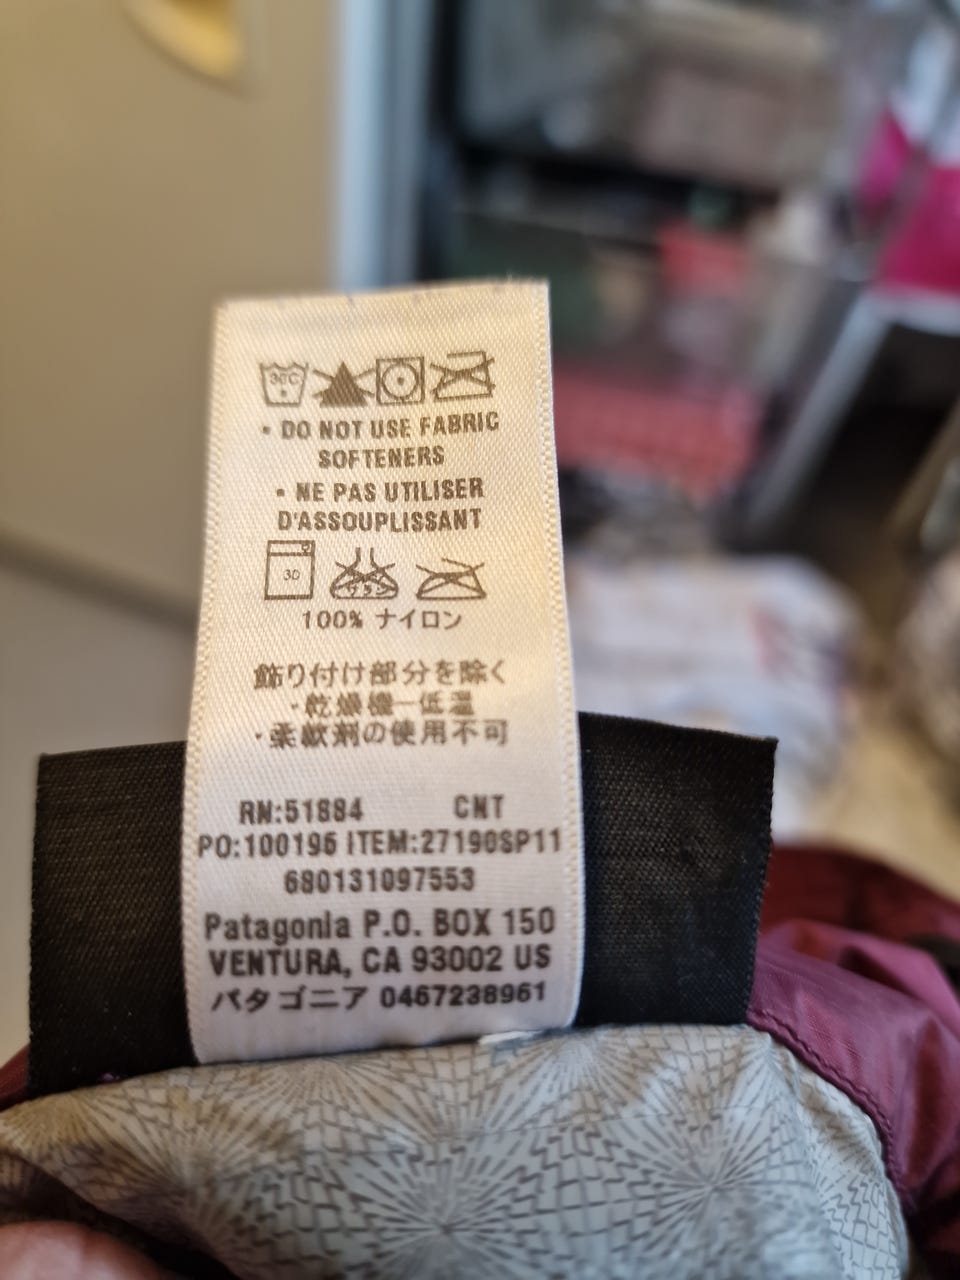 30C
• DO NOT USE FABRIC
SOFTENERS
• NE PAS UTILISER
D'ASSOUPLISSANT
30
100% ナイロン
飾り付け部分を除く
・乾燥機ー低温
・柔軟剤の使用不可
RN:51884 CNT
PO:100196 ITEM:27190SP11
680131097553
Patagonia P.O. BOX 150
VENTURA, CA 93002 US
パタゴニア 0467238961